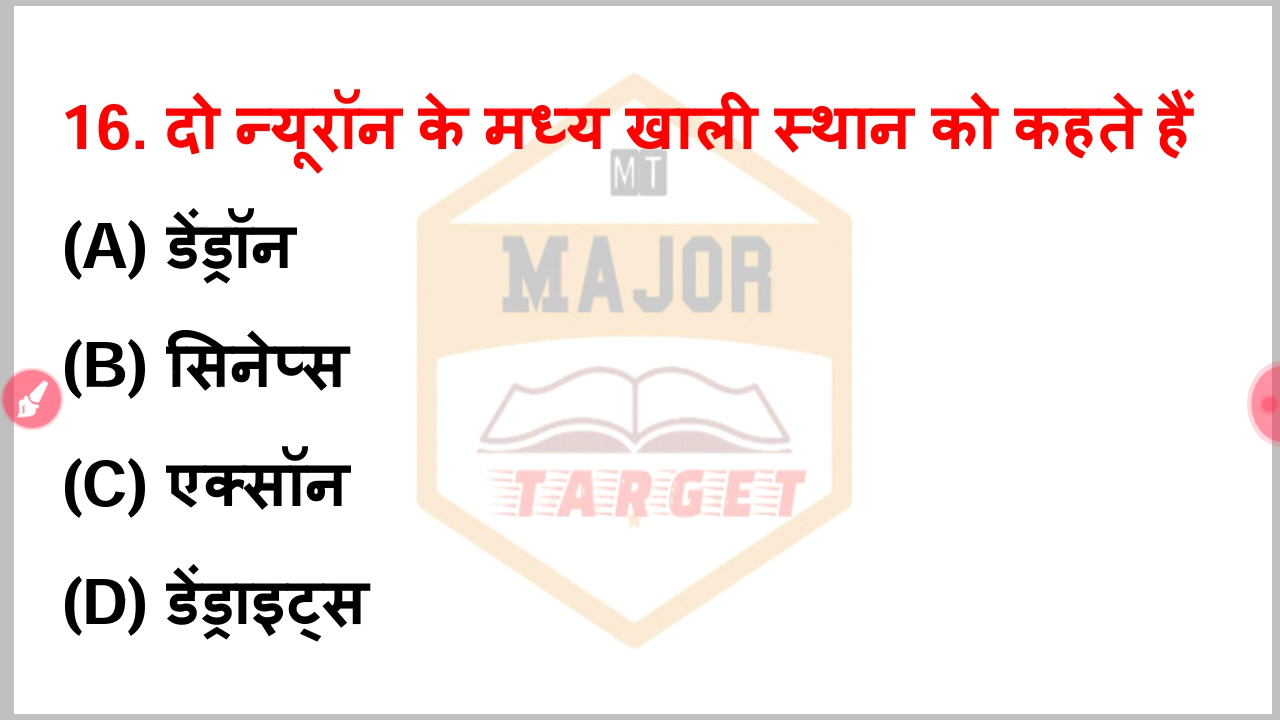 16. दो न्यूरॉन के मध्य खाली स्थान को कहते हैं
MT
(A) डेंड्रॉन
MAJOR
(B) सिनेप्स
(C) एक्सॉन
TARGET
(D) डेंड्राइट्स